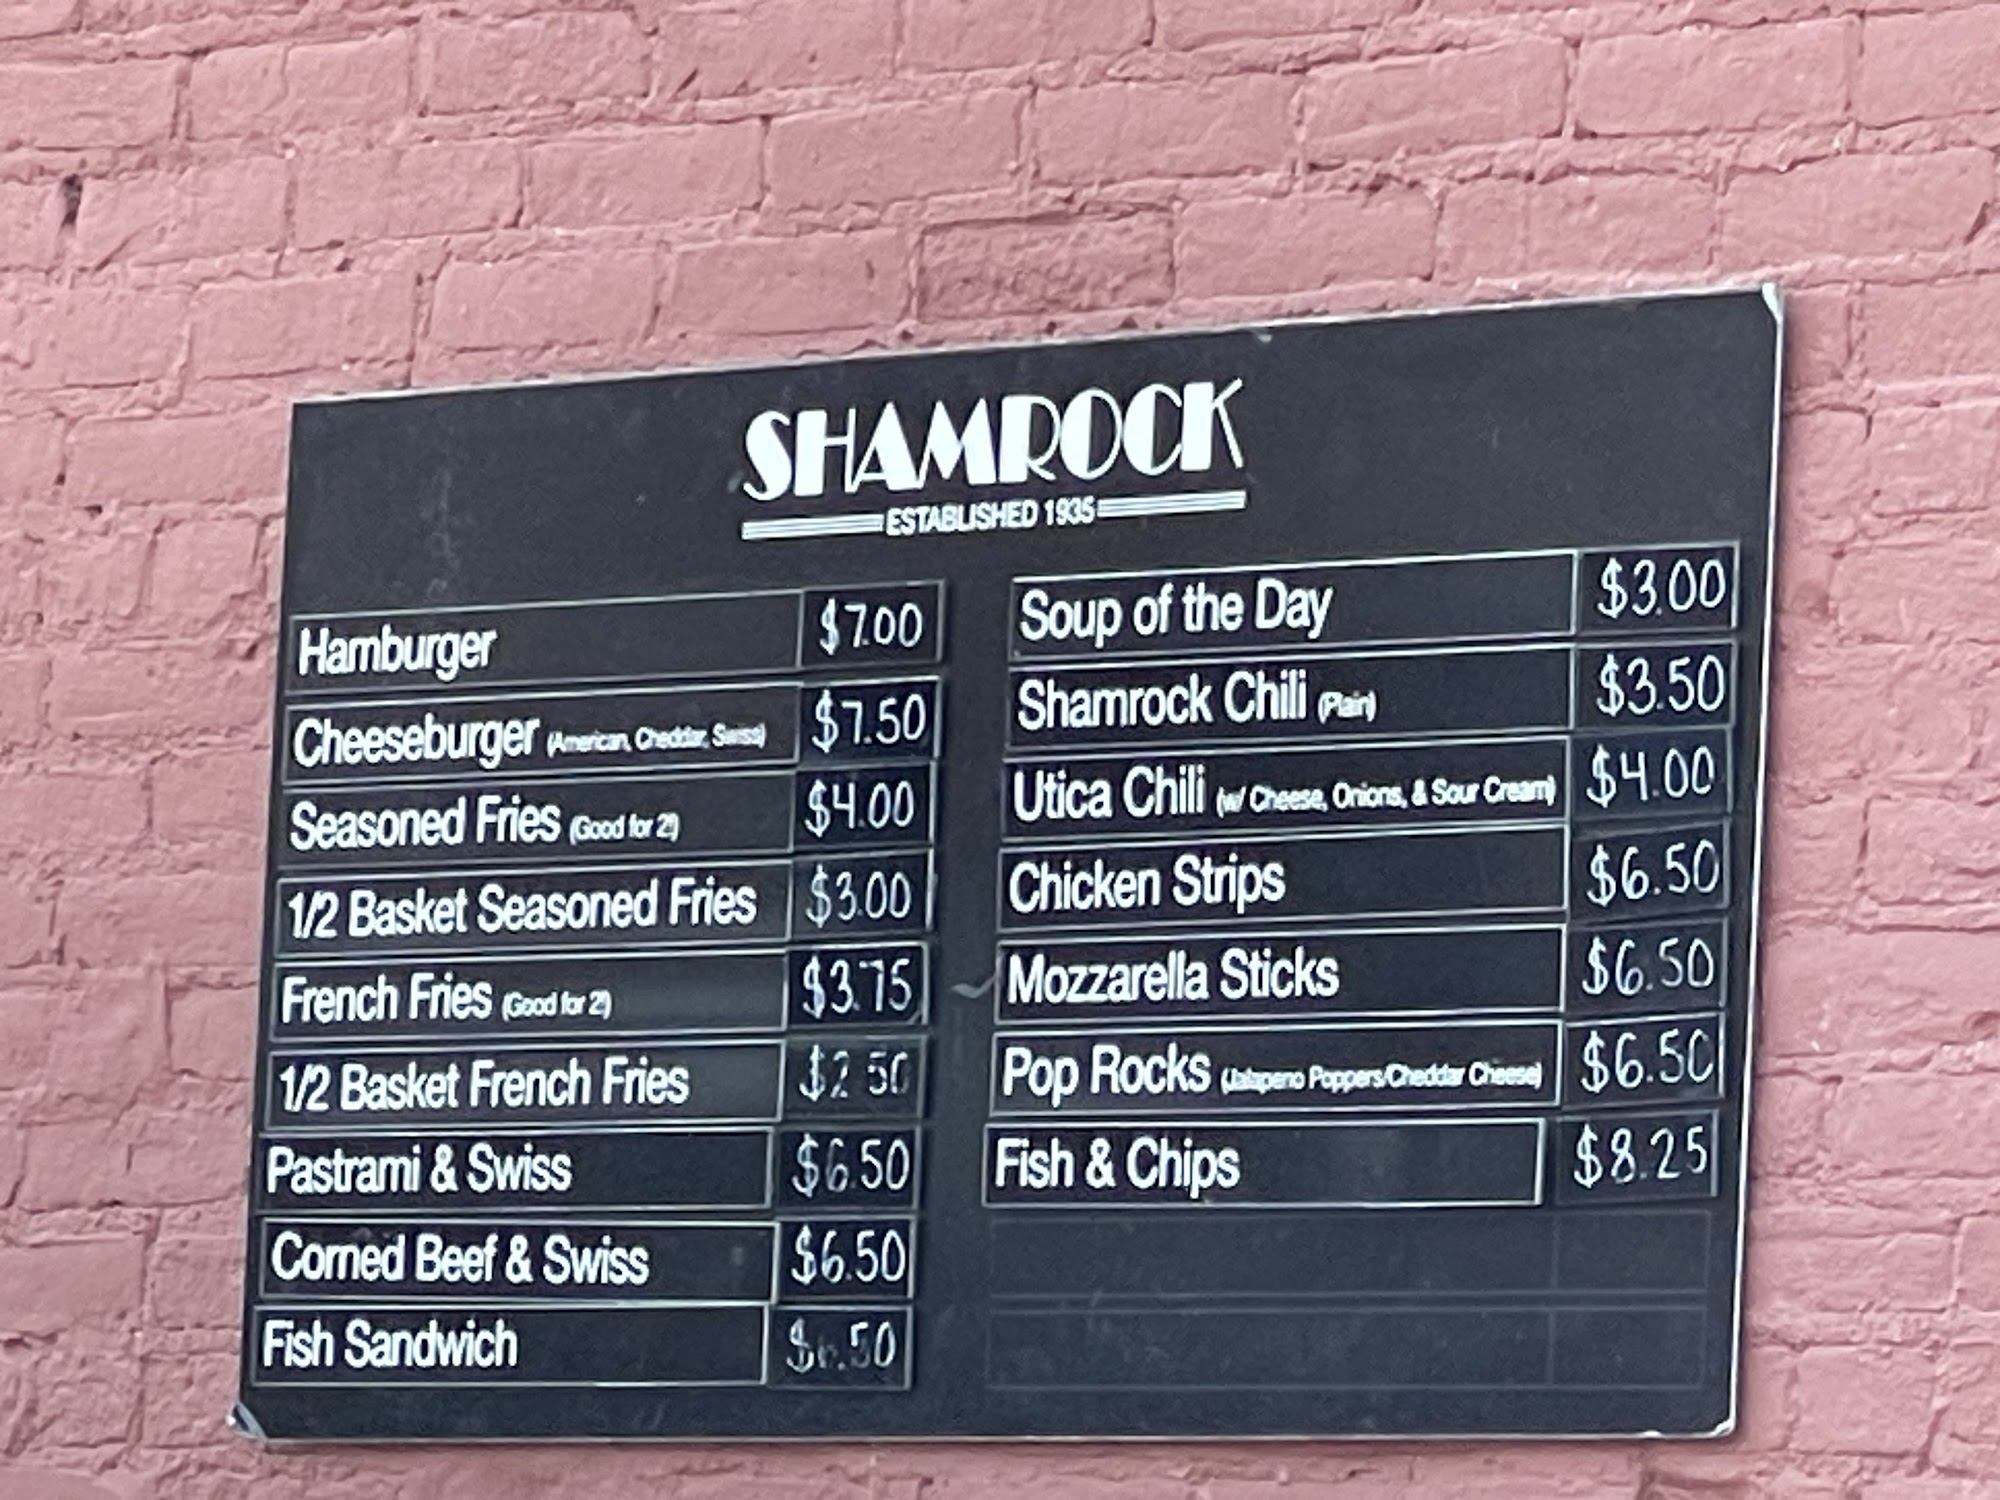 SHAMROCK
ESTABLISHED 1935
Hamburger $7.00
Cheeseburger (American, Cheddar, Swiss) $7.50
Seasoned Fries (Good for 2!) $4.00
1/2 Basket Seasoned Fries $3.00
French Fries (Good for 2!) $3.75
1/2 Basket French Fries $2.50
Pastrami & Swiss $6.50
Corned Beef & Swiss $6.50
Fish Sandwich $6.50
Soup of the Day $3.00
Shamrock Chili (Plain) $3.50
Utica Chili (w/ Cheese, Onions, & Sour Cream) $4.00
Chicken Strips $6.50
Mozzarella Sticks $6.50
Pop Rocks (Jalapeno Poppers/Cheddar Cheese) $6.50
Fish & Chips $8.25